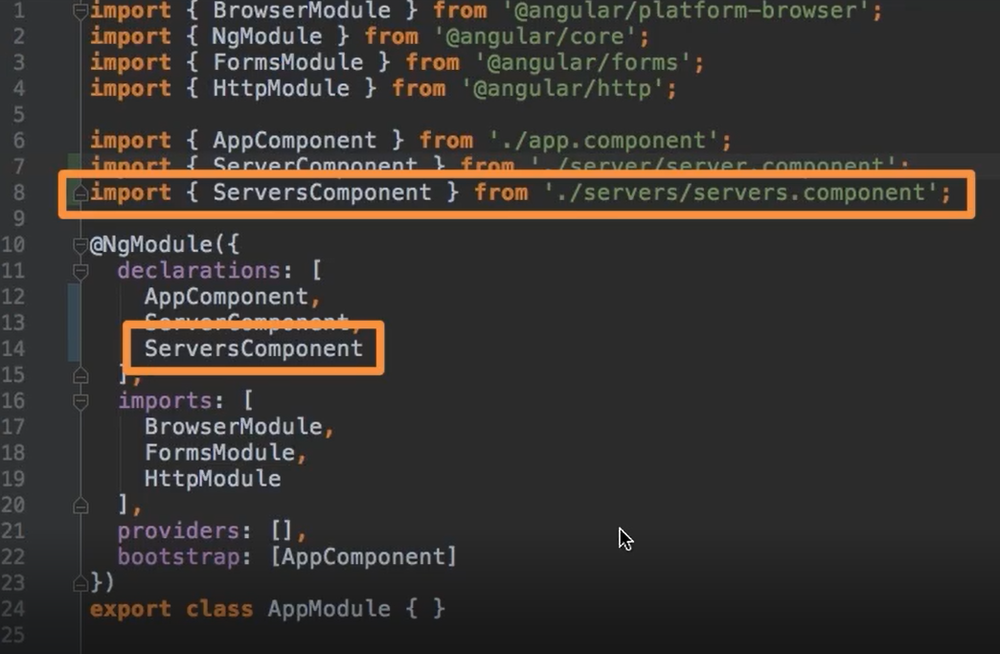 1 import { BrowserModule } from '@angular/platform-browser';
2 import { NgModule } from '@angular/core';
3 import { FormsModule } from '@angular/forms';
4 import { HttpModule } from '@angular/http';
5
6 import { AppComponent } from './app.component';
7 import { ServerComponent } from './server/server.component';
8 import { ServersComponent } from './servers/servers.component';
9
10 @NgModule({
11 declarations: [
12 AppComponent,
13 ServerComponent,
14 ServersComponent
15 ],
16 imports: [
17 BrowserModule,
18 FormsModule,
19 HttpModule
20 ],
21 providers: [],
22 bootstrap: [AppComponent]
23 })
24 export class AppModule { }
25